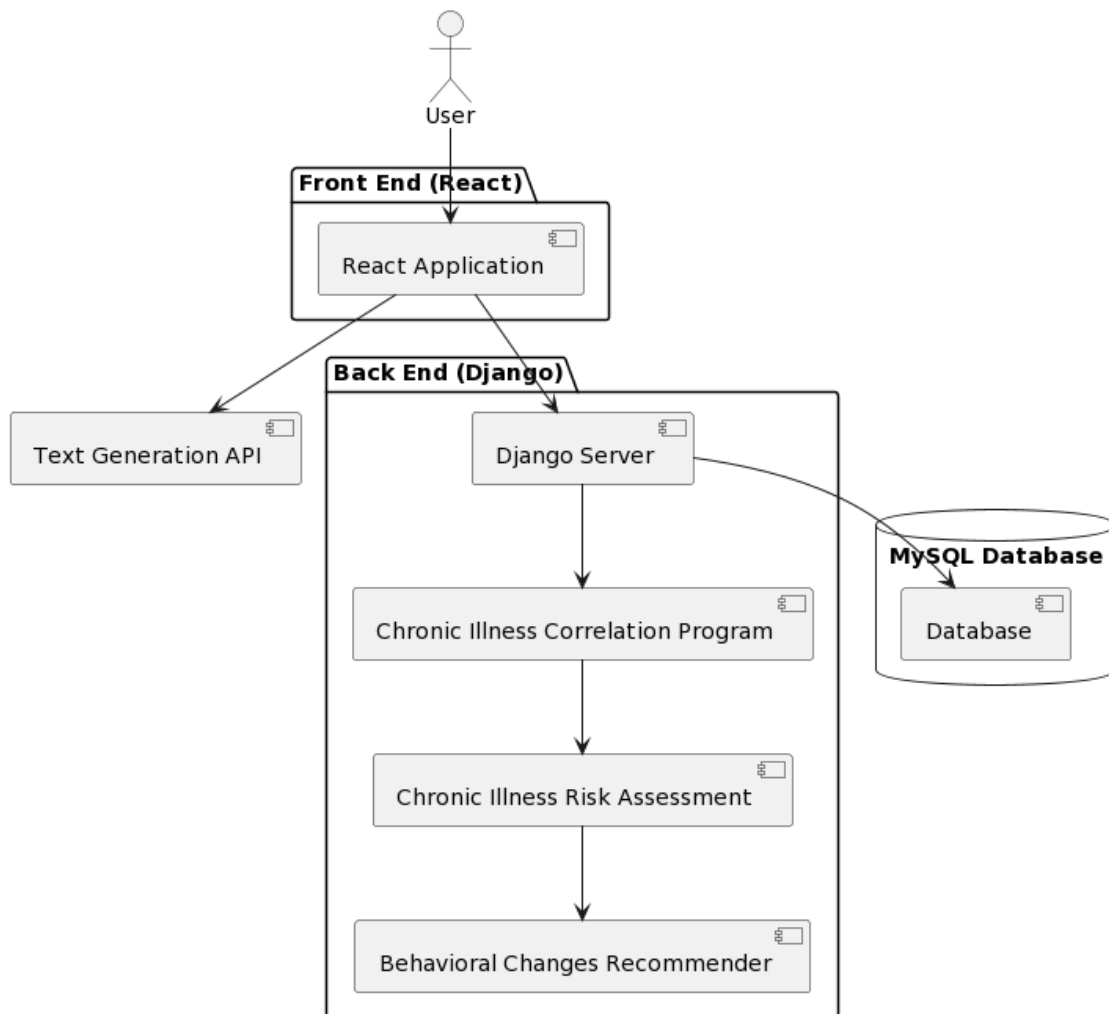 User
Front End (React)
React Application
Back End (Django)
Text Generation API
Django Server
MySQL Database
Chronic Illness Correlation Program
Database
Chronic Illness Risk Assessment
Behavioral Changes Recommender